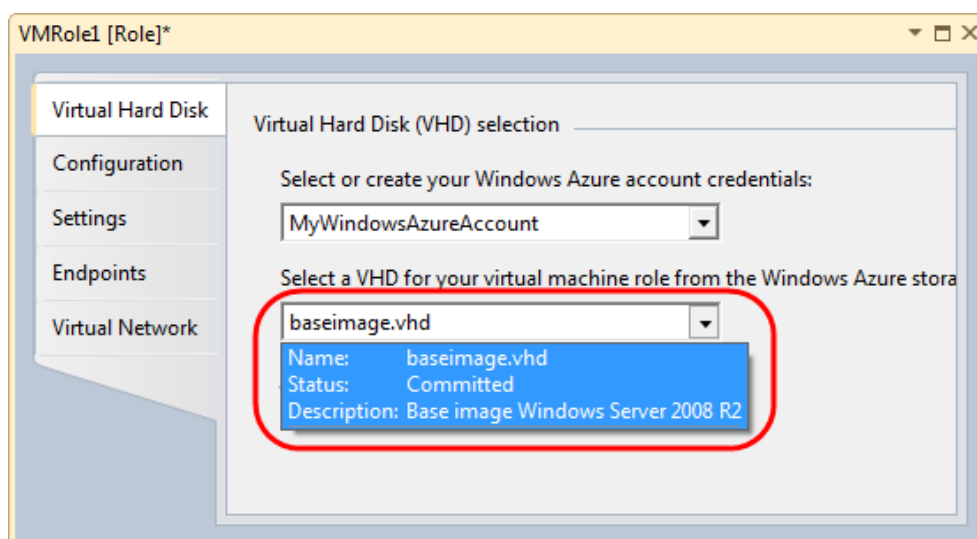 VMRole1 [Role]*
Virtual Hard Disk
Configuration
Settings
Endpoints
Virtual Network
Virtual Hard Disk (VHD) selection
Select or create your Windows Azure account credentials:
MyWindowsAzureAccount
Select a VHD for your virtual machine role from the Windows Azure stora
baseimage.vhd
Name: baseimage.vhd
Status: Committed
Description: Base image Windows Server 2008 R2